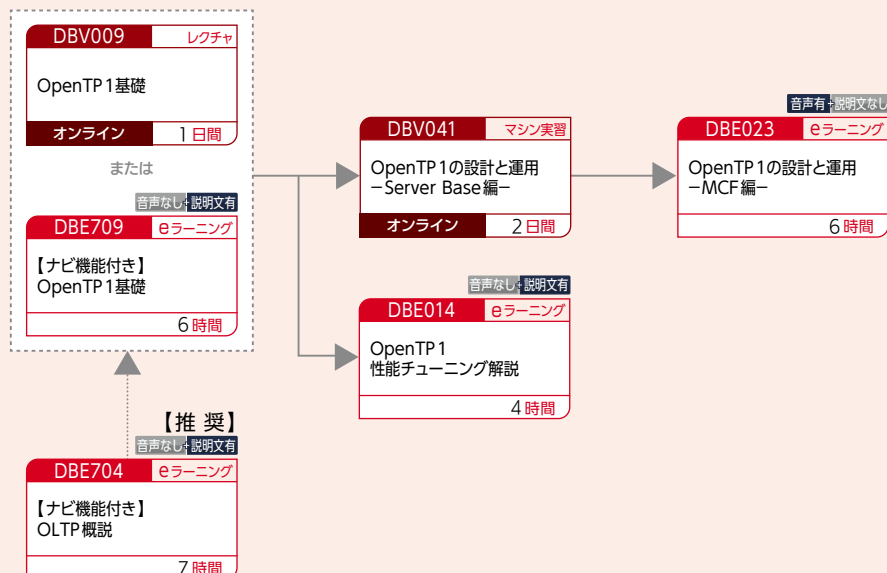 DBV009 レクチャ
OpenTP1基礎
オンライン 1日間
または
音声なし+説明文有
DBE709 eラーニング
【ナビ機能付き】
OpenTP1基礎
6時間
【推 奨】
音声なし+説明文有
DBE704 eラーニング
【ナビ機能付き】
OLTP概説
7時間
DBV041 マシン実習
OpenTP1の設計と運用
−Server Base編−
オンライン 2日間
音声なし+説明文有
DBE014 eラーニング
OpenTP1
性能チューニング解説
4時間
音声有+説明文なし
DBE023 eラーニング
OpenTP1の設計と運用
−MCF編−
6時間